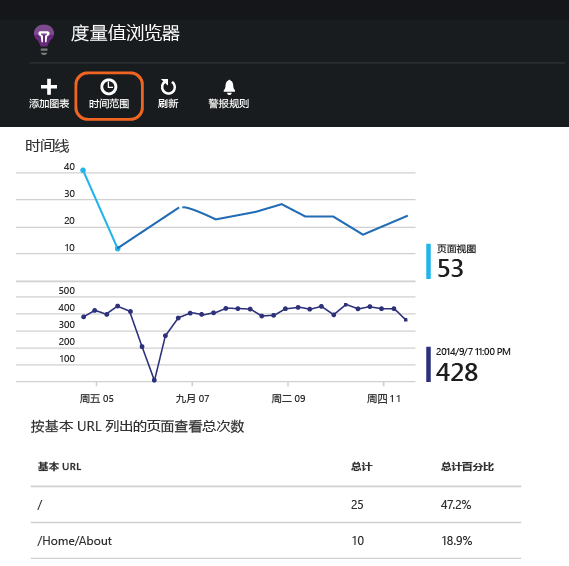 度量值浏览器
添加图表 时间范围 刷新 警报规则
时间线
40
30
20
10
页面视图
53
500
400
300
200
100
2014/9/7 11:00 PM
428
周五 05 九月 07 周二 09 周四 11
按基本 URL 列出的页面查看总次数
基本 URL 总计 总计百分比
/ 25 47.2%
/Home/About 10 18.9%